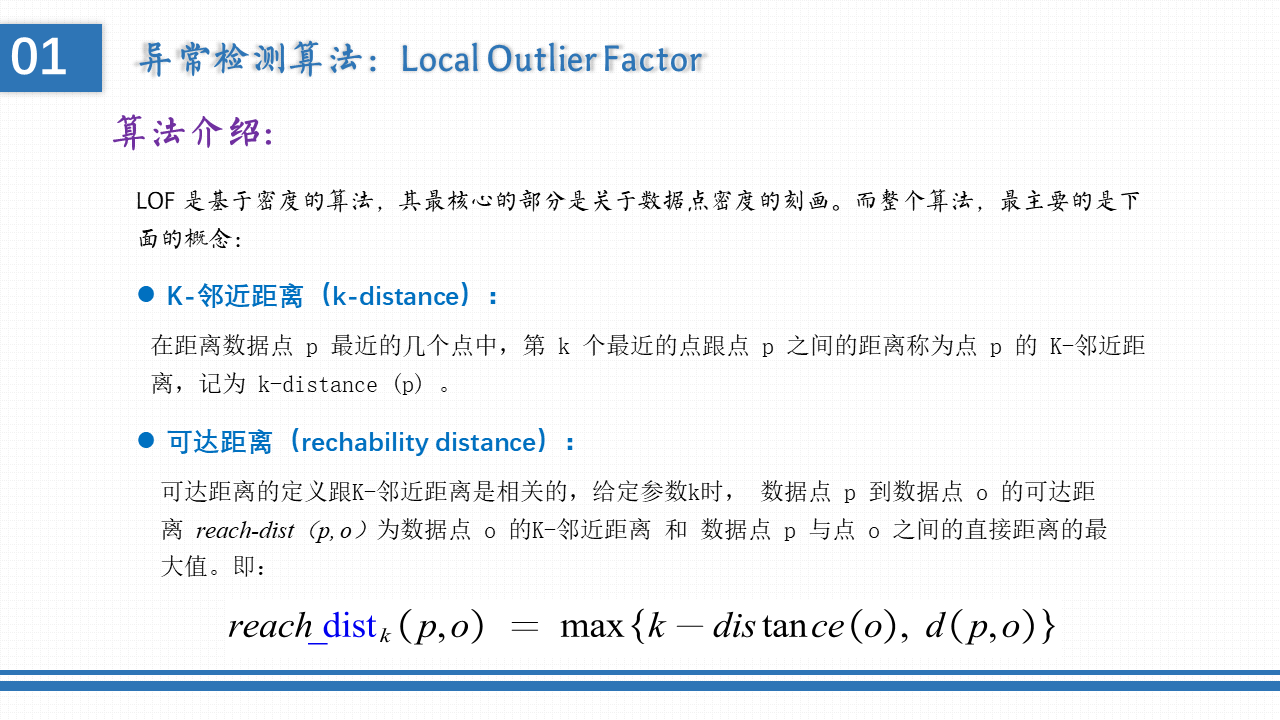 01
异常检测算法：Local Outlier Factor
算法介绍:
LOF 是基于密度的算法，其最核心的部分是关于数据点密度的刻画。而整个算法，最主要的是下
面的概念：
● K-邻近距离（k-distance）：
在距离数据点 p 最近的几个点中，第 k 个最近的点跟点 p 之间的距离称为点 p 的 K-邻近距
离，记为 k-distance (p) 。
● 可达距离（rechability distance）：
可达距离的定义跟K-邻近距离是相关的，给定参数k时， 数据点 p 到数据点 o 的可达距
离 reach-dist（p, o）为数据点 o 的K-邻近距离 和 数据点 p 与点 o 之间的直接距离的最
大值。即：
reach_dist_k(p,o) = max{k－distance(o), d(p,o)}